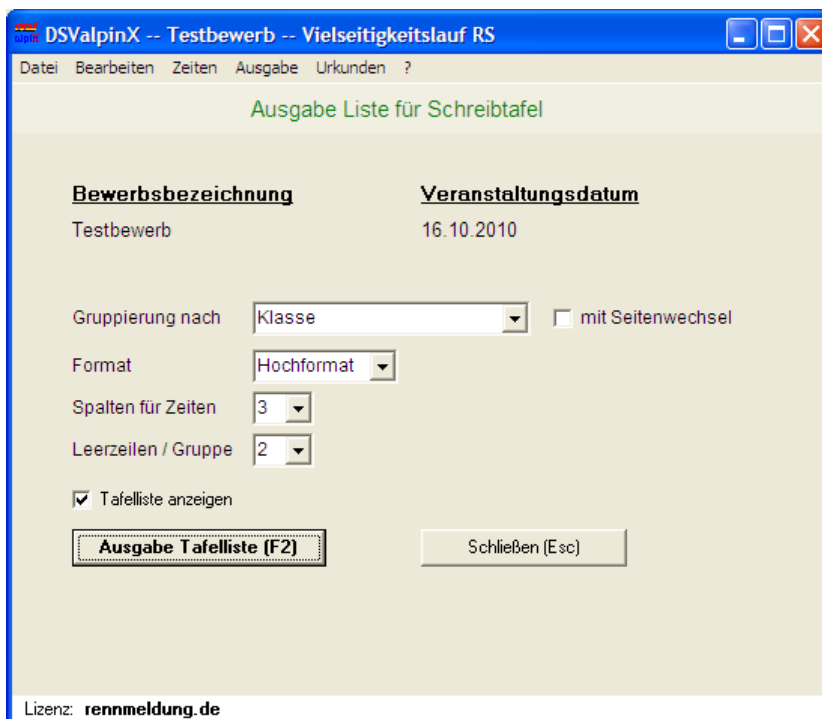 DSValpinX -- Testbewerb -- Vielseitigkeitslauf RS
Datei Bearbeiten Zeiten Ausgabe Urkunden ?
Ausgabe Liste für Schreibtafel
Bewerbsbezeichnung Veranstaltungsdatum
Testbewerb 16.10.2010
Gruppierung nach Klasse mit Seitenwechsel
Format Hochformat
Spalten für Zeiten 3
Leerzeilen / Gruppe 2
Tafelliste anzeigen
Ausgabe Tafelliste (F2) Schließen (Esc)
Lizenz: rennmeldung.de